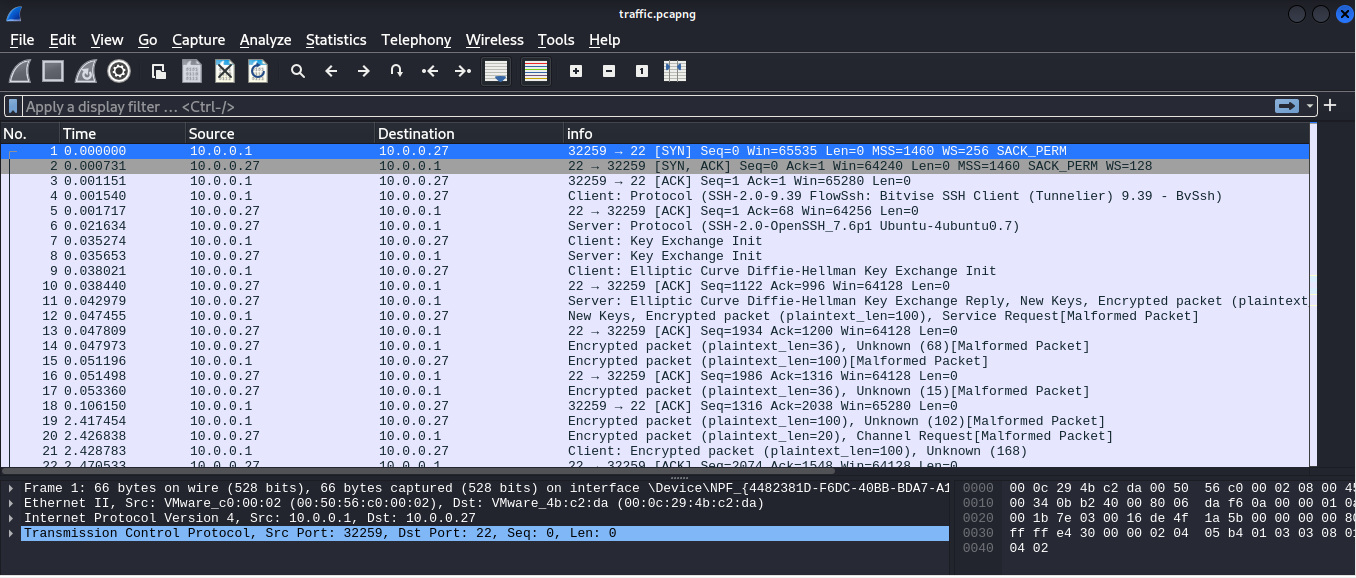 traffic.pcapng
File Edit View Go Capture Analyze Statistics Telephony Wireless Tools Help
Apply a display filter … <Ctrl-/>
No. Time Source Destination info
1 0.000000 10.0.0.1 10.0.0.27 32259 → 22 [SYN] Seq=0 Win=65535 Len=0 MSS=1460 WS=256 SACK_PERM
2 0.000731 10.0.0.27 10.0.0.1 22 → 32259 [SYN, ACK] Seq=0 Ack=1 Win=64240 Len=0 MSS=1460 SACK_PERM WS=128
3 0.001151 10.0.0.1 10.0.0.27 32259 → 22 [ACK] Seq=1 Ack=1 Win=65280 Len=0
4 0.001540 10.0.0.1 10.0.0.27 Client: Protocol (SSH-2.0-9.39 FlowSsh: Bitvise SSH Client (Tunnelier) 9.39 - BvSsh)
5 0.001717 10.0.0.27 10.0.0.1 22 → 32259 [ACK] Seq=1 Ack=68 Win=64256 Len=0
6 0.021634 10.0.0.27 10.0.0.1 Server: Protocol (SSH-2.0-OpenSSH_7.6p1 Ubuntu-4ubuntu0.7)
7 0.035274 10.0.0.1 10.0.0.27 Client: Key Exchange Init
8 0.035653 10.0.0.27 10.0.0.1 Server: Key Exchange Init
9 0.038021 10.0.0.1 10.0.0.27 Client: Elliptic Curve Diffie-Hellman Key Exchange Init
10 0.038440 10.0.0.27 10.0.0.1 22 → 32259 [ACK] Seq=1122 Ack=996 Win=64128 Len=0
11 0.042979 10.0.0.27 10.0.0.1 Server: Elliptic Curve Diffie-Hellman Key Exchange Reply, New Keys, Encrypted packet (plaintext
12 0.047455 10.0.0.1 10.0.0.27 New Keys, Encrypted packet (plaintext_len=100), Service Request[Malformed Packet]
13 0.047809 10.0.0.27 10.0.0.1 22 → 32259 [ACK] Seq=1934 Ack=1200 Win=64128 Len=0
14 0.047973 10.0.0.27 10.0.0.1 Encrypted packet (plaintext_len=36), Unknown (68)[Malformed Packet]
15 0.051196 10.0.0.1 10.0.0.27 Encrypted packet (plaintext_len=100)[Malformed Packet]
16 0.051498 10.0.0.27 10.0.0.1 22 → 32259 [ACK] Seq=1986 Ack=1316 Win=64128 Len=0
17 0.053360 10.0.0.27 10.0.0.1 Encrypted packet (plaintext_len=36), Unknown (15)[Malformed Packet]
18 0.106150 10.0.0.1 10.0.0.27 32259 → 22 [ACK] Seq=1316 Ack=2038 Win=65280 Len=0
19 2.417454 10.0.0.1 10.0.0.27 Encrypted packet (plaintext_len=100), Unknown (102)[Malformed Packet]
20 2.426838 10.0.0.27 10.0.0.1 Encrypted packet (plaintext_len=20), Channel Request[Malformed Packet]
21 2.428783 10.0.0.1 10.0.0.27 Client: Encrypted packet (plaintext_len=100), Unknown (168)
22 2.470533 10.0.0.27 10.0.0.1 22 → 32259 [ACK] Seq=2074 Ack=1548 Win=64128 Len=0
Frame 1: 66 bytes on wire (528 bits), 66 bytes captured (528 bits) on interface \Device\NPF_{4482381D-F6DC-40BB-BDA7-A1
Ethernet II, Src: VMware_c0:00:02 (00:50:56:c0:00:02), Dst: VMware_4b:c2:da (00:0c:29:4b:c2:da)
Internet Protocol Version 4, Src: 10.0.0.1, Dst: 10.0.0.27
Transmission Control Protocol, Src Port: 32259, Dst Port: 22, Seq: 0, Len: 0
0000 00 0c 29 4b c2 da 00 50 56 c0 00 02 08 00 45
0010 00 34 0b b2 40 00 80 06 da f6 0a 00 00 01 0a
0020 00 1b 7e 03 00 16 de 4f 1a 5b 00 00 00 00 80
0030 ff ff e4 30 00 00 02 04 05 b4 01 03 03 08 01
0040 04 02